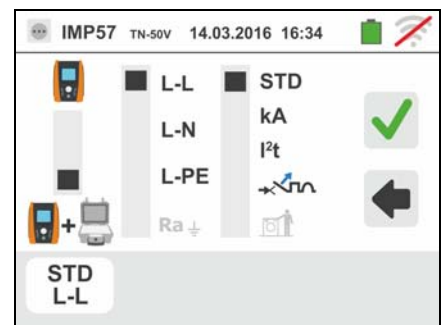 IMP57 TN-50V 14.03.2016 16:34
L-L STD
L-N kA
I²t
L-PE
+
Ra
STD
L-L